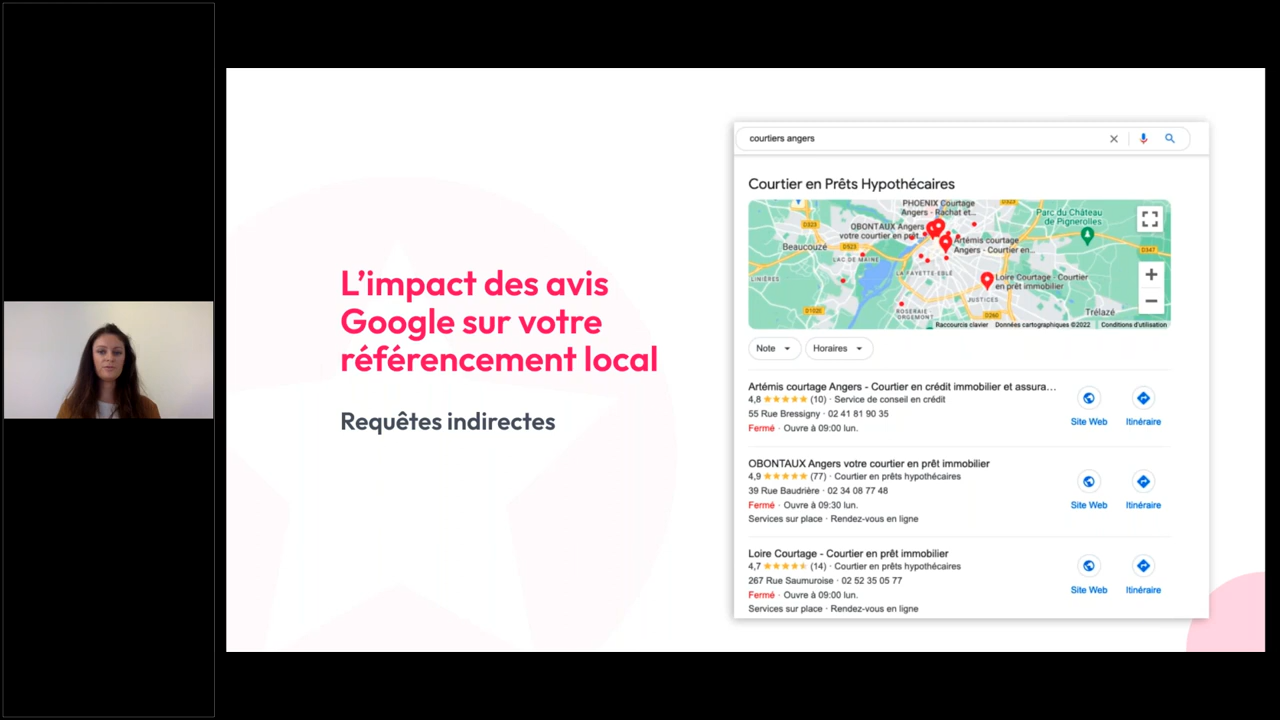 L'impact des avis
Google sur votre
référencement local
Requêtes indirectes
courtiers angers
Courtier en Prêts Hypothécaires
PHOENIX Courtage
Angers - Rachat et...
D323
Parc du Château
de Pignerolles
D523
OBONTAUX Angers
votre courtier en prêt...
Artémis courtage
Angers - Courtier en...
Beaucouzé
D523
D347
LAC DE MAINE
LA FAYETTE-EBLÉ
LINIÈRES
Loire Courtage - Courtier
en prêt immobilier
JUSTICES
ROSERAIE
ORGEMONT
D260
Trélazé
Raccourcis clavier
Données cartographiques ©2022
Conditions d'utilisation
Note
Horaires
Artémis courtage Angers - Courtier en crédit immobilier et assura...
4,8 (10) · Service de conseil en crédit
55 Rue Bressigny · 02 41 81 90 35
Fermé · Ouvre à 09:00 lun.
Site Web
Itinéraire
OBONTAUX Angers votre courtier en prêt immobilier
4,9 (77) · Courtier en prêts hypothécaires
39 Rue Baudrière · 02 34 08 77 48
Fermé · Ouvre à 09:30 lun.
Services sur place · Rendez-vous en ligne
Site Web
Itinéraire
Loire Courtage - Courtier en prêt immobilier
4,7 (14) · Courtier en prêts hypothécaires
267 Rue Saumuroise · 02 52 35 05 77
Fermé · Ouvre à 09:00 lun.
Services sur place · Rendez-vous en ligne
Site Web
Itinéraire